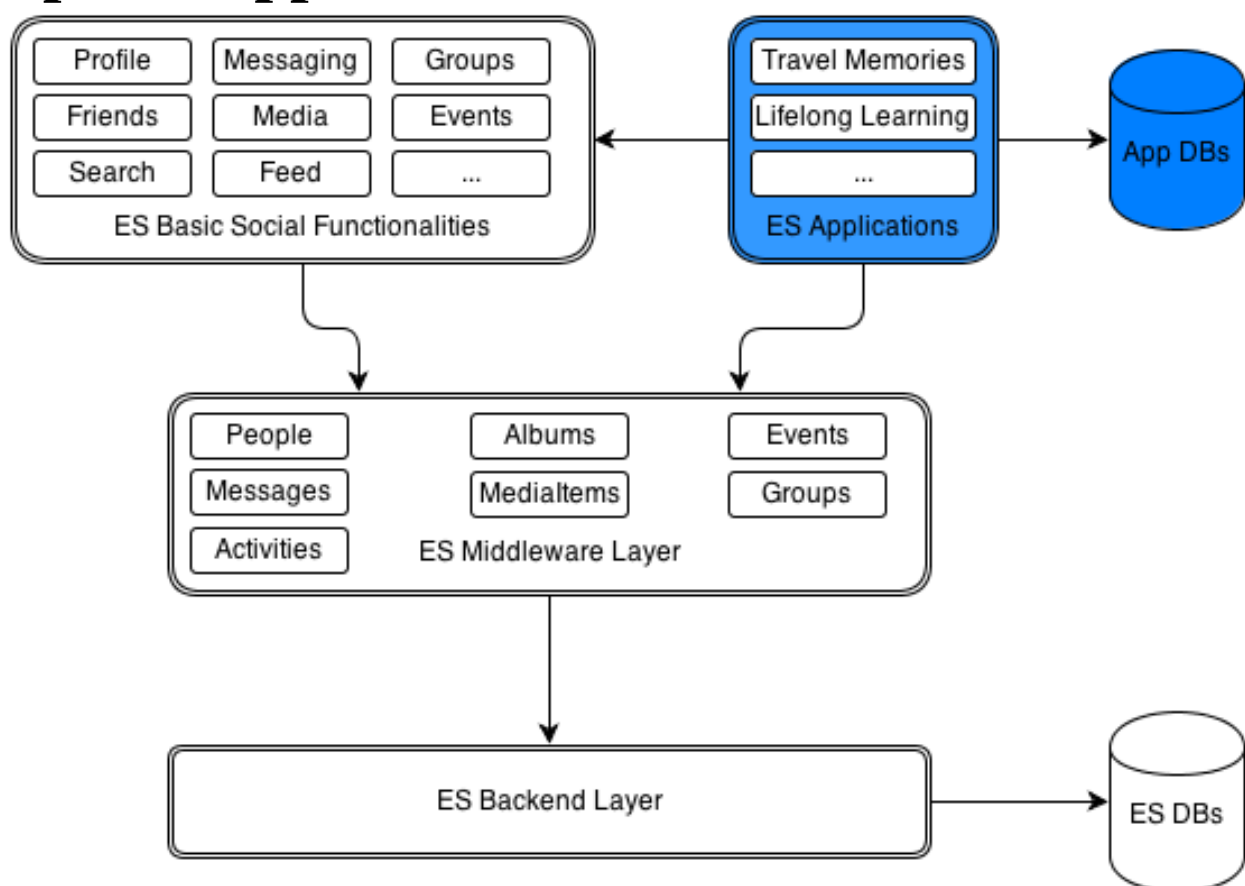 Profile Messaging Groups
Friends Media Events
Search Feed ...
ES Basic Social Functionalities
Travel Memories
Lifelong Learning
...
ES Applications
App DBs
People Albums Events
Messages MediaItems Groups
Activities
ES Middleware Layer
ES Backend Layer
ES DBs